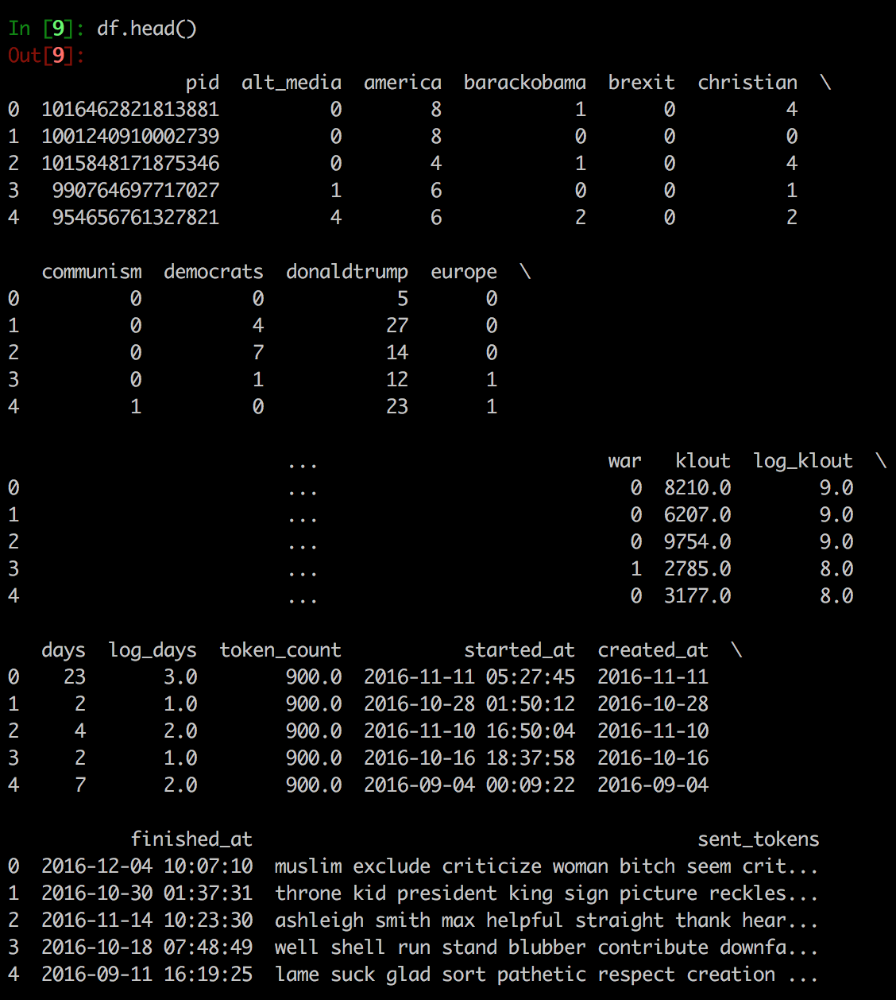 In [9]: df.head()
Out[9]:
pid alt_media america barackobama brexit christian \
0 1016462821813881 0 8 1 0 4
1 1001240910002739 0 8 0 0 0
2 1015848171875346 0 4 1 0 4
3 990764697717027 1 6 0 0 1
4 954656761327821 4 6 2 0 2
communism democrats donaldtrump europe \
0 0 0 5 0
1 0 4 27 0
2 0 7 14 0
3 0 1 12 1
4 1 0 23 1
... war klout log_klout \
0 ... 0 8210.0 9.0
1 ... 0 6207.0 9.0
2 ... 0 9754.0 9.0
3 ... 1 2785.0 8.0
4 ... 0 3177.0 8.0
days log_days token_count started_at created_at \
0 23 3.0 900.0 2016-11-11 05:27:45 2016-11-11
1 2 1.0 900.0 2016-10-28 01:50:12 2016-10-28
2 4 2.0 900.0 2016-11-10 16:50:04 2016-11-10
3 2 1.0 900.0 2016-10-16 18:37:58 2016-10-16
4 7 2.0 900.0 2016-09-04 00:09:22 2016-09-04
finished_at sent_tokens
0 2016-12-04 10:07:10 muslim exclude criticize woman bitch seem crit...
1 2016-10-30 01:37:31 throne kid president king sign picture reckles...
2 2016-11-14 10:23:30 ashleigh smith max helpful straight thank hear...
3 2016-10-18 07:48:49 well shell run stand blubber contribute downfa...
4 2016-09-11 16:19:25 lame suck glad sort pathetic respect creation ...